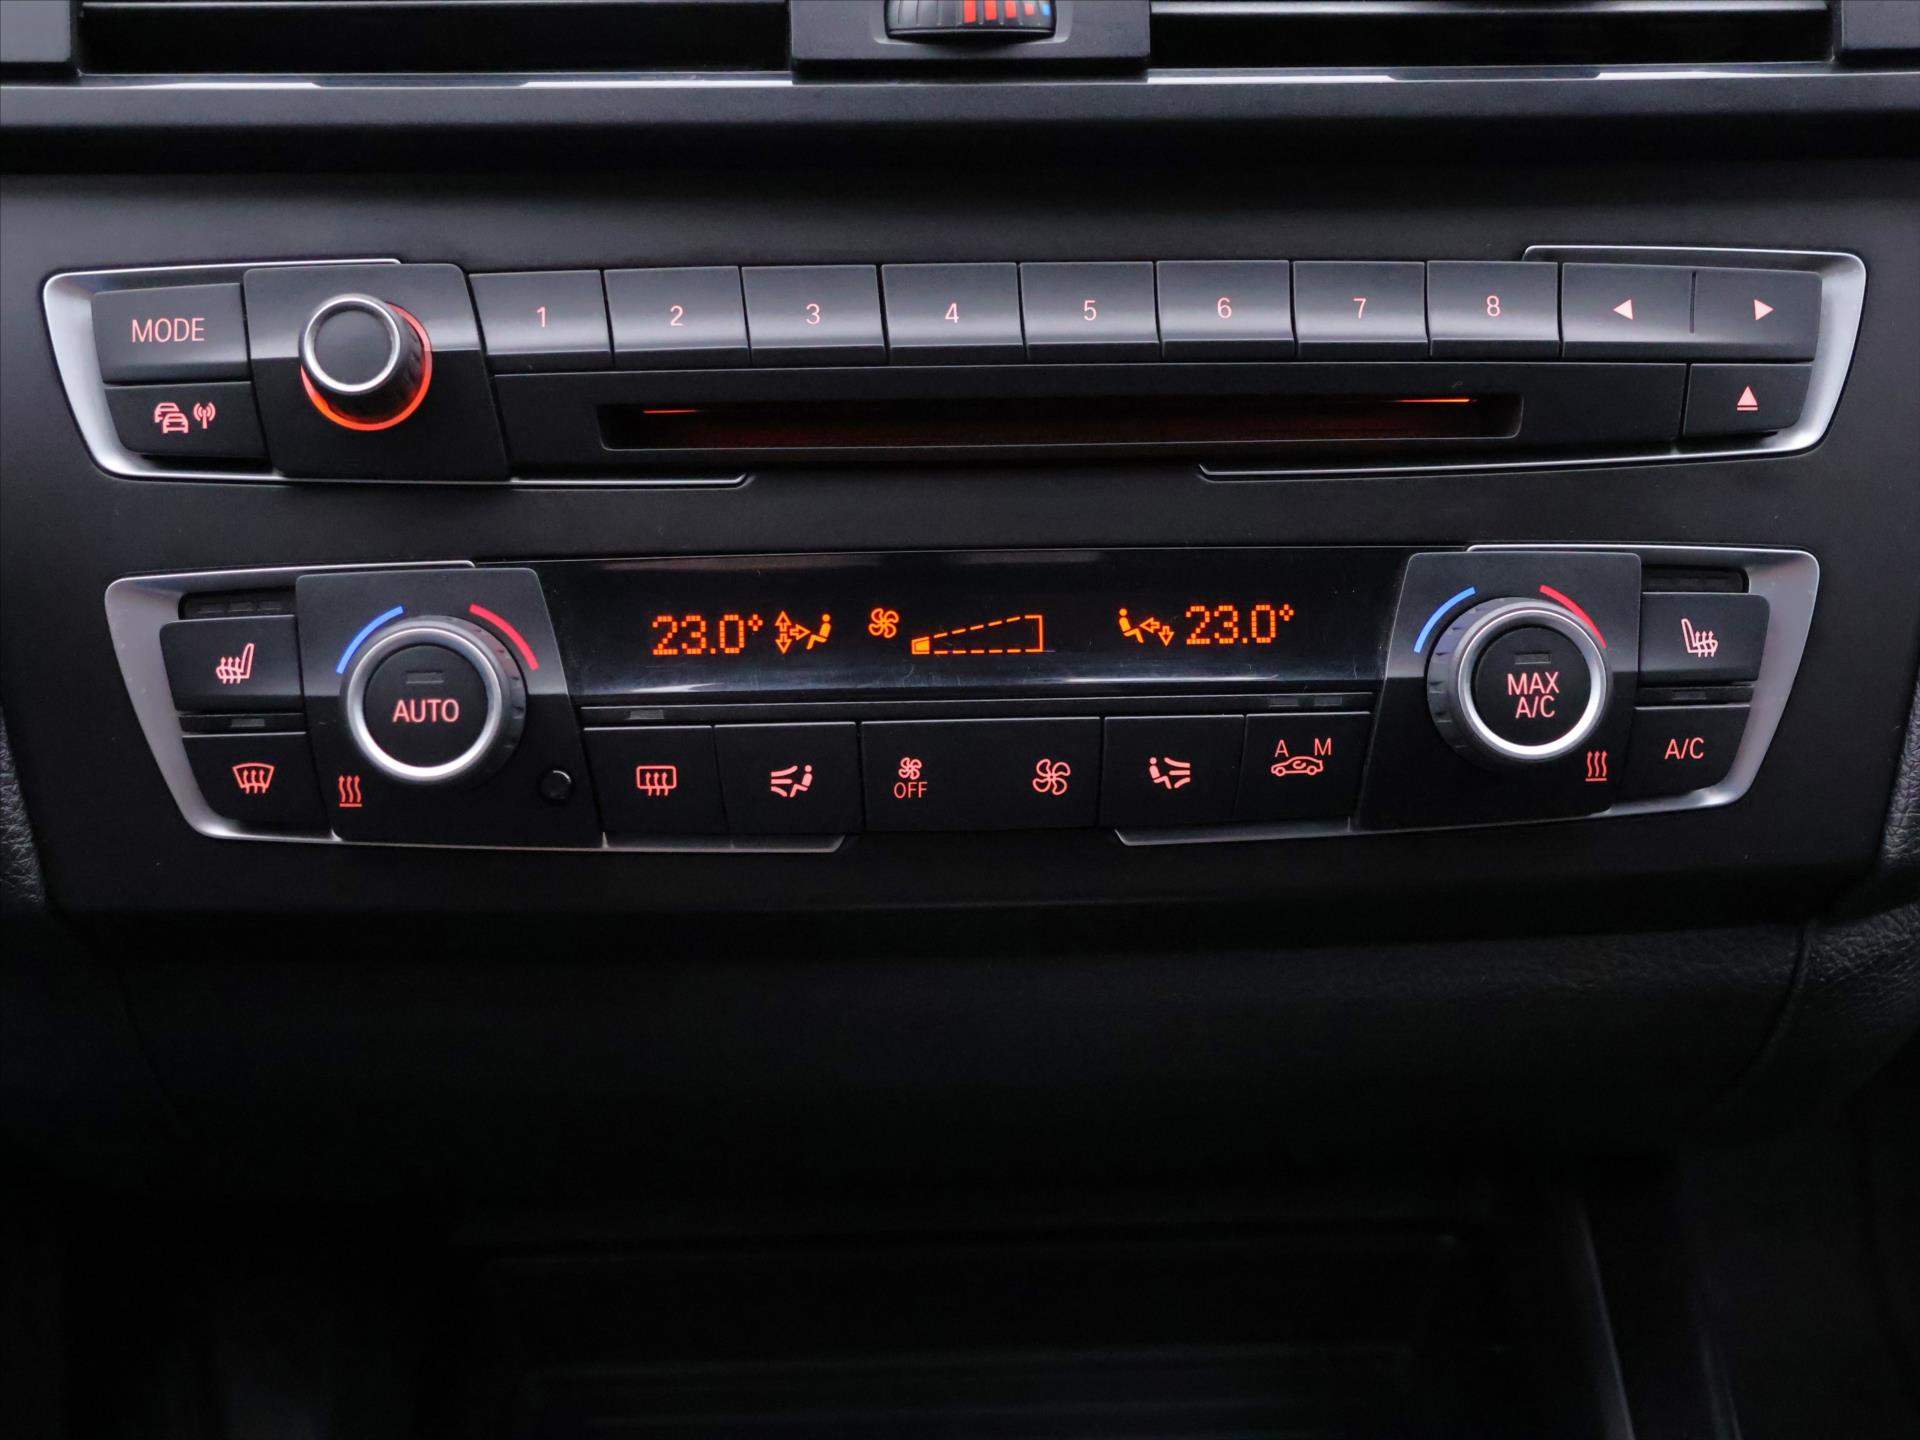 MODE 1 2 3 4 5 6 7 8
23.0° 23.0°
AUTO
MAX
A/C
A M
A/C
OFF